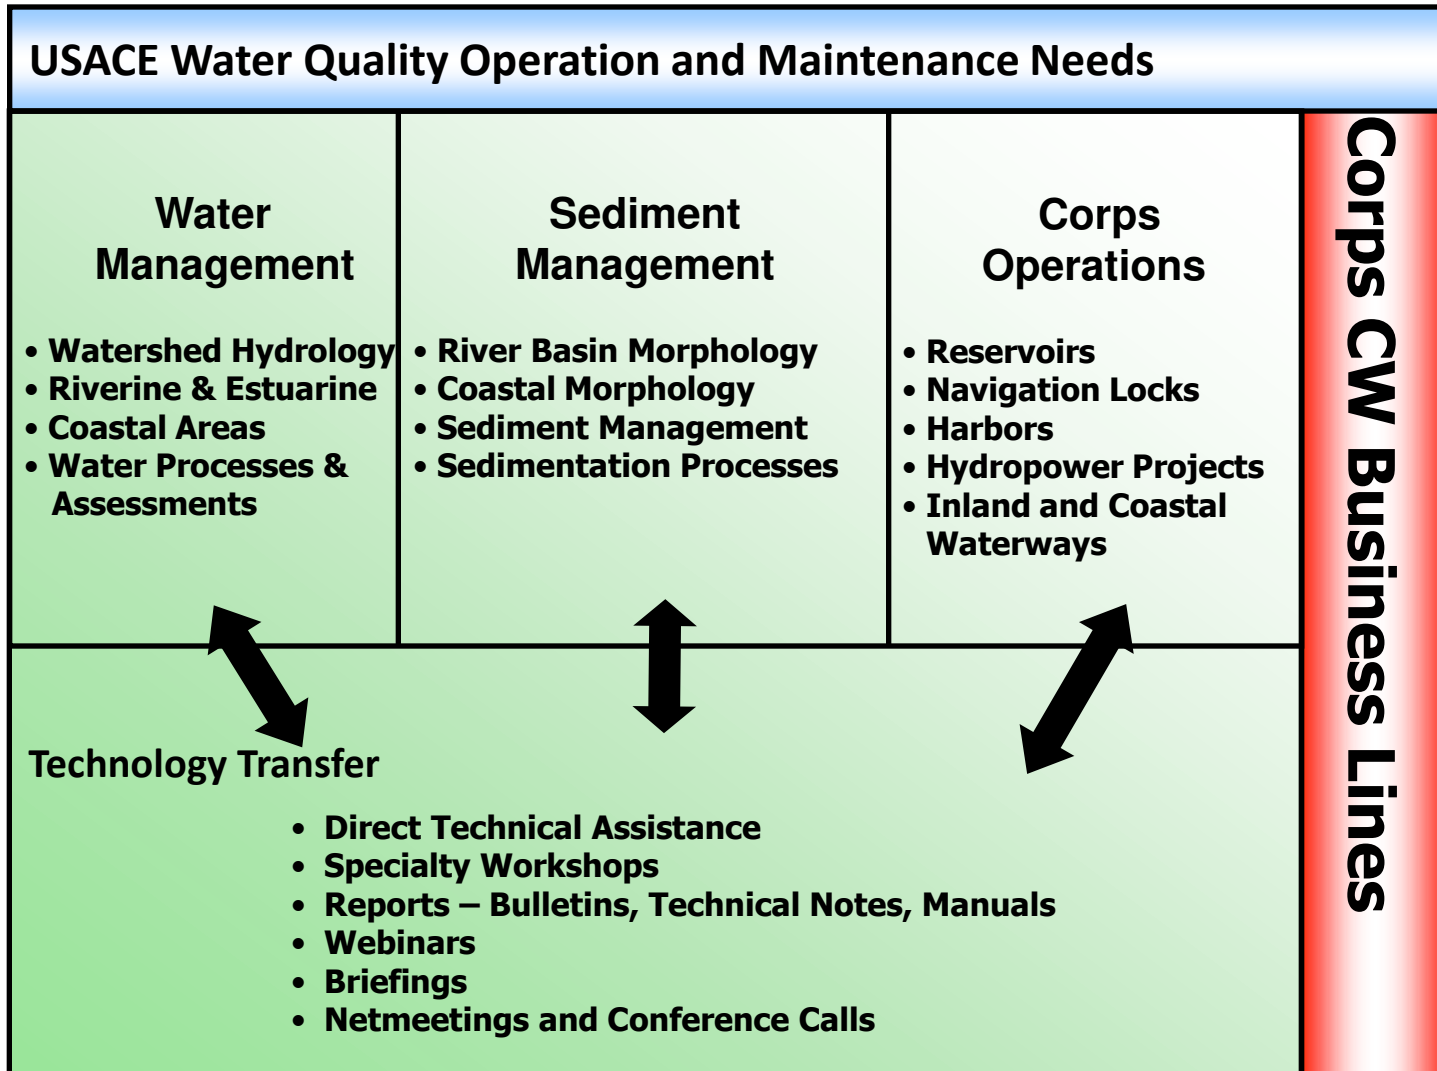 USACE Water Quality Operation and Maintenance Needs
Water
Management
• Watershed Hydrology
• Riverine & Estuarine
• Coastal Areas
• Water Processes &
Assessments
Sediment
Management
• River Basin Morphology
• Coastal Morphology
• Sediment Management
• Sedimentation Processes
Corps
Operations
• Reservoirs
• Navigation Locks
• Harbors
• Hydropower Projects
• Inland and Coastal
Waterways
Corps CW Business Lines
Technology Transfer
• Direct Technical Assistance
• Specialty Workshops
• Reports – Bulletins, Technical Notes, Manuals
• Webinars
• Briefings
• Netmeetings and Conference Calls